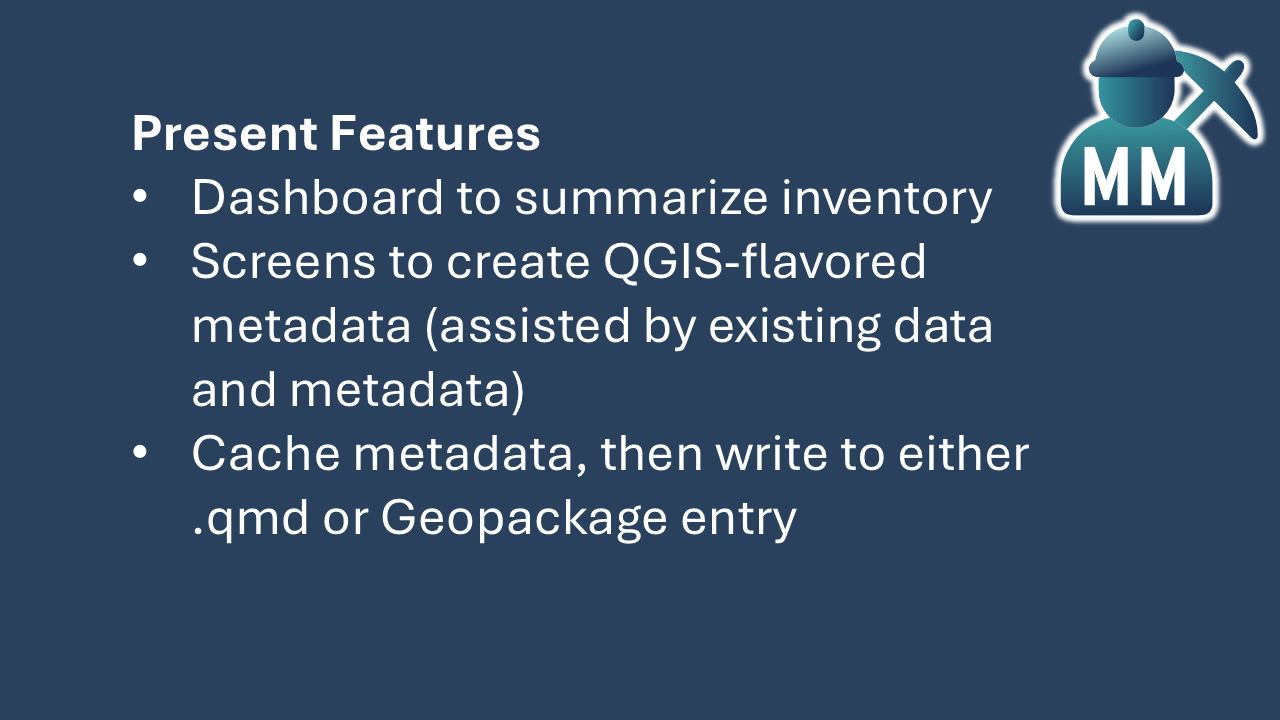 Present Features
• Dashboard to summarize inventory
• Screens to create QGIS-flavored
metadata (assisted by existing data
and metadata)
• Cache metadata, then write to either
.qmd or Geopackage entry
MM